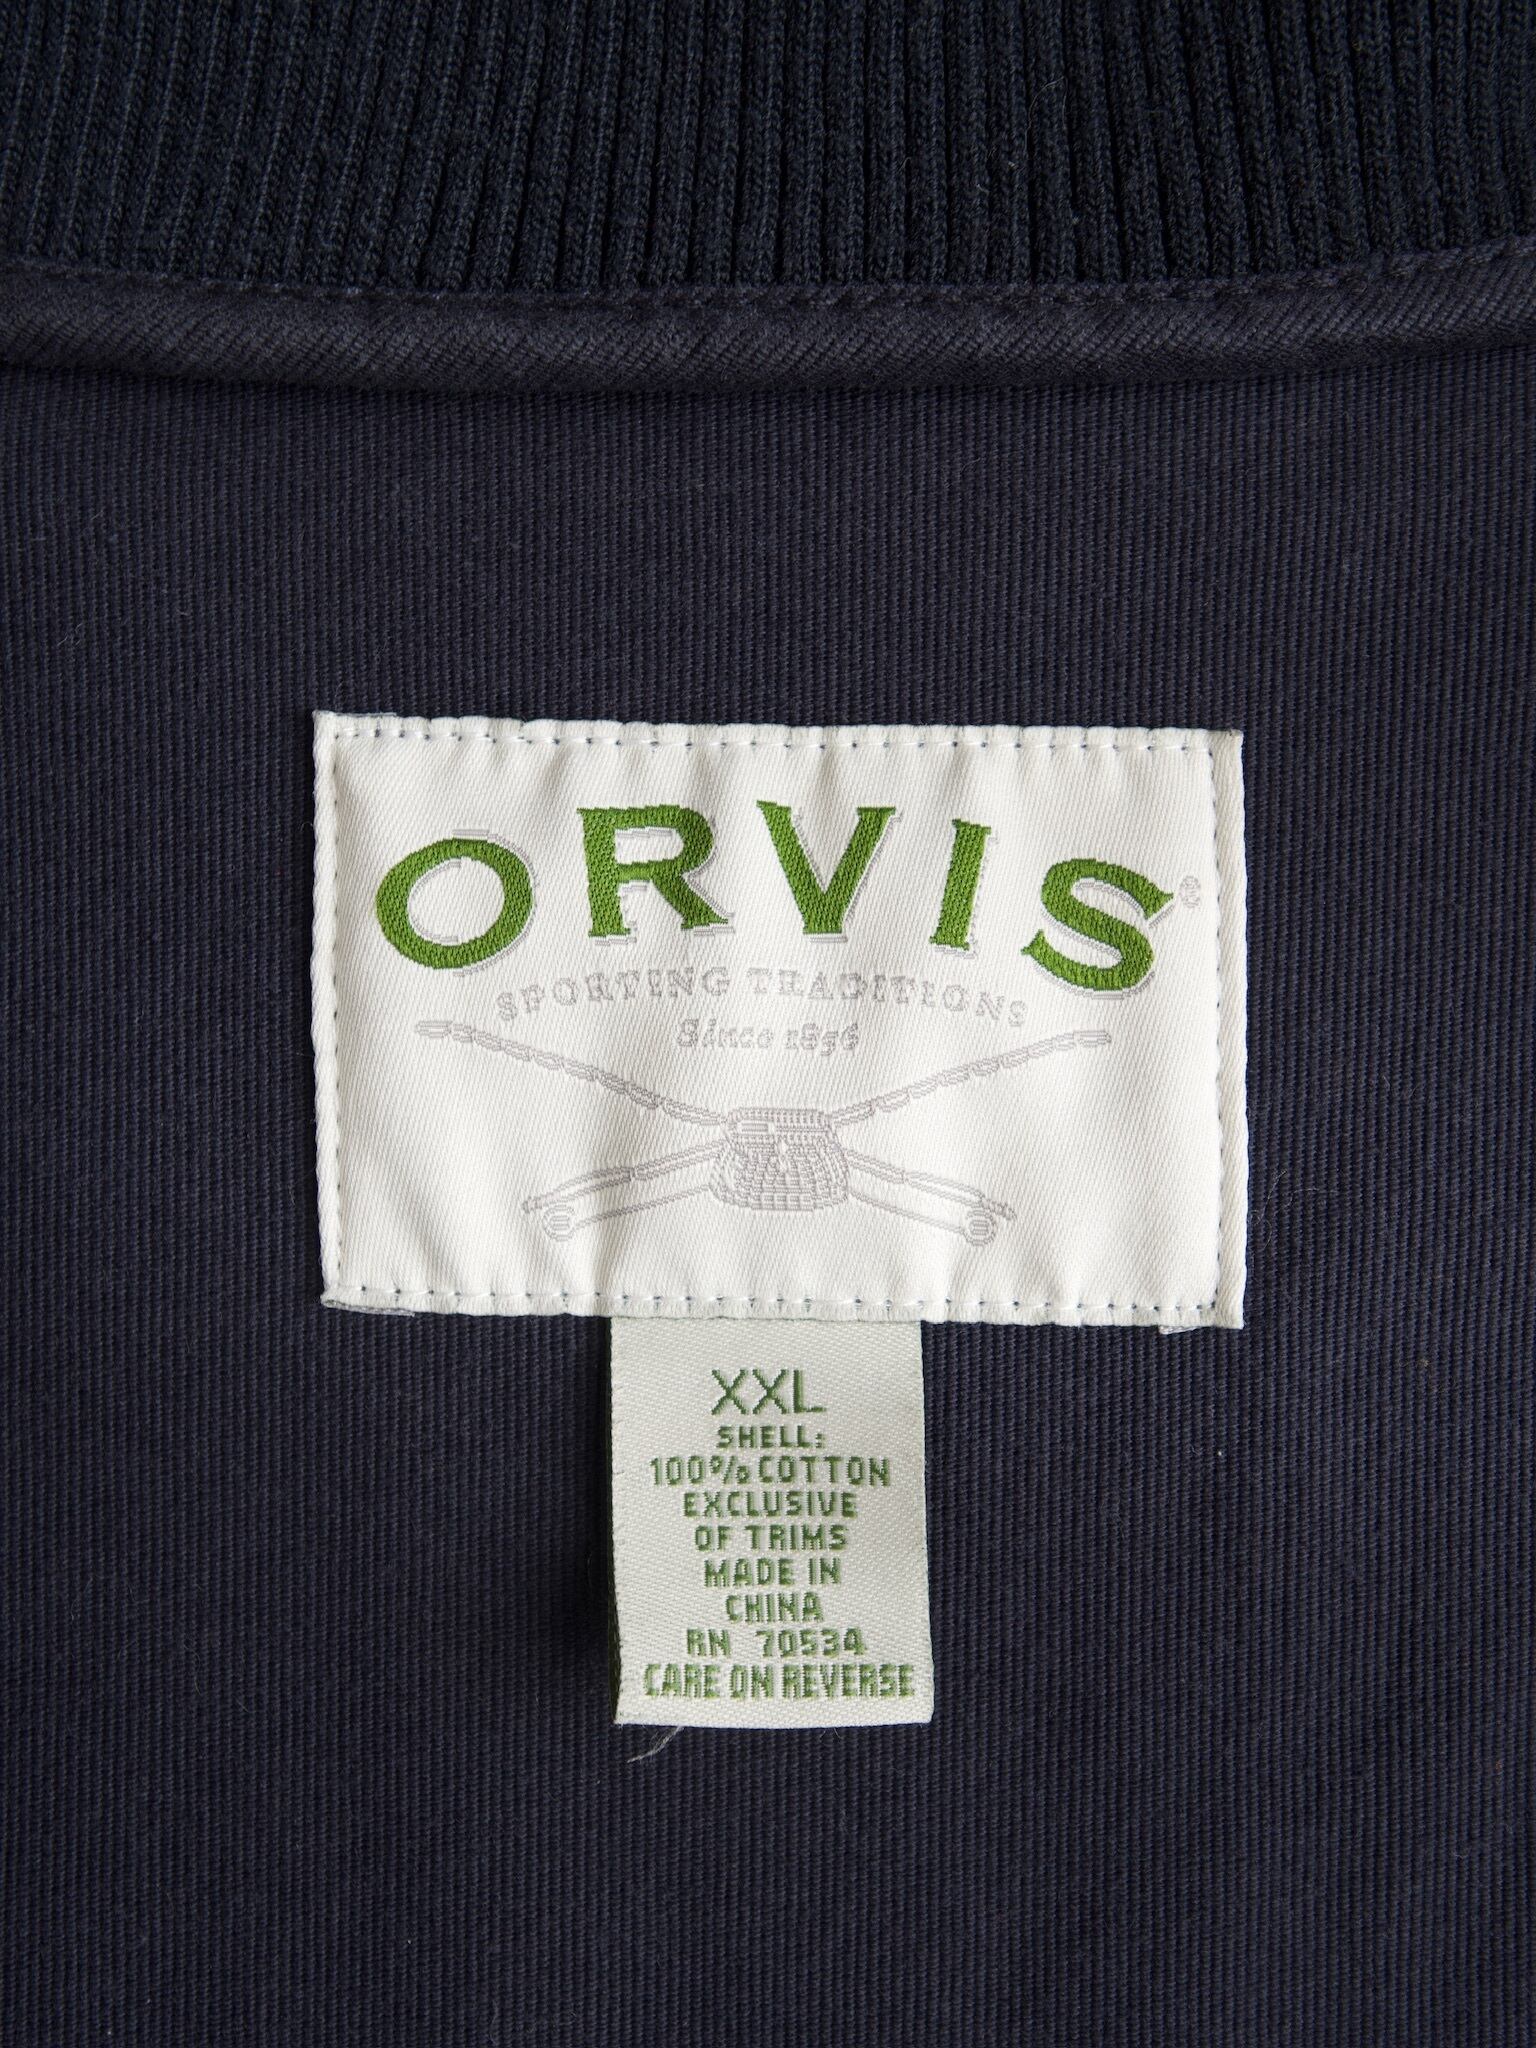 ORVIS®
SPORTING TRADITIONS
Since 1856
XXL
SHELL:
100% COTTON
EXCLUSIVE
OF TRIMS
MADE IN
CHINA
RN 70534
CARE ON REVERSE